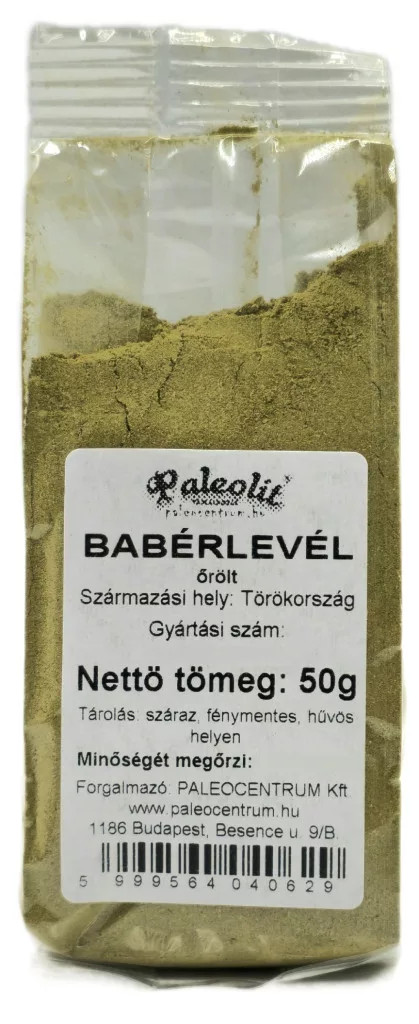 Paleolit
paleocentrum.hu
BABÉRLEVÉL
őrölt
Származási hely: Törökország
Gyártási szám:
Nettö tömeg: 50g
Tárolás: száraz, fénymentes, hűvös
helyen
Minőségét megőrzi:
Forgalmazó: PALEOCENTRUM Kft.
www.paleocentrum.hu
1186 Budapest, Besence u. 9/B.
5 999564 040629